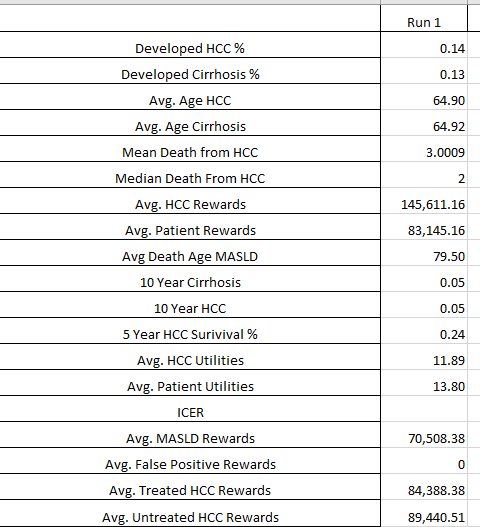 Run 1
Developed HCC % 0.14
Developed Cirrhosis % 0.13
Avg. Age HCC 64.90
Avg. Age Cirrhosis 64.92
Mean Death from HCC 3.0009
Median Death From HCC 2
Avg. HCC Rewards 145,611.16
Avg. Patient Rewards 83,145.16
Avg Death Age MASLD 79.50
10 Year Cirrhosis 0.05
10 Year HCC 0.05
5 Year HCC Surivival % 0.24
Avg. HCC Utilities 11.89
Avg. Patient Utilities 13.80
ICER
Avg. MASLD Rewards 70,508.38
Avg. False Positive Rewards 0
Avg. Treated HCC Rewards 84,388.38
Avg. Untreated HCC Rewards 89,440.51